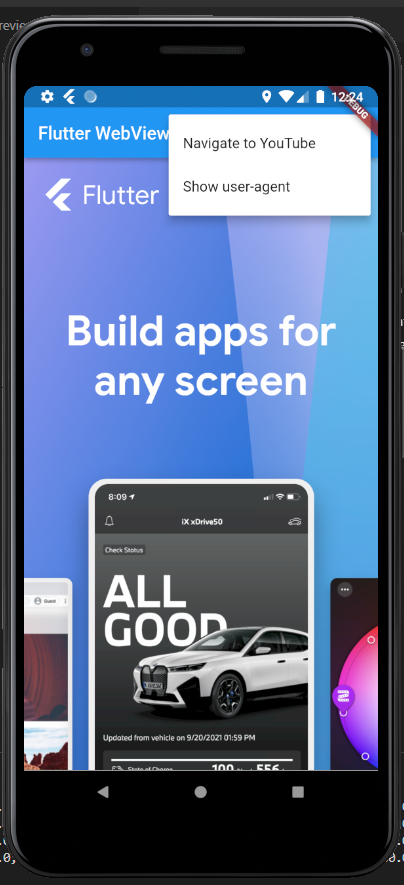 12:24
DEBUG
Flutter WebView
Navigate to YouTube
Show user-agent
Flutter
Build apps for
any screen
8:09
iX xDrive50
Check Status
ALL
GOOD
Guest
Updated from vehicle on 9/20/2021 01:59 PM
State of Charge